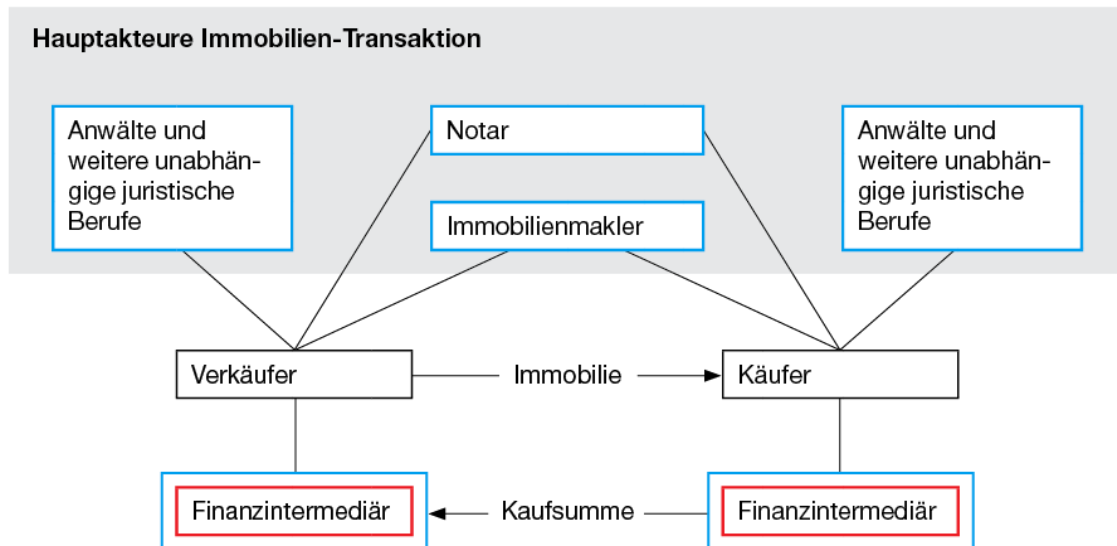 Hauptakteure Immobilien-Transaktion
Anwälte und
weitere unabhän-
gige juristische
Berufe
Notar
Immobilienmakler
Anwälte und
weitere unabhän-
gige juristische
Berufe
Verkäufer
Immobilie
Käufer
Finanzintermediär
Kaufsumme
Finanzintermediär